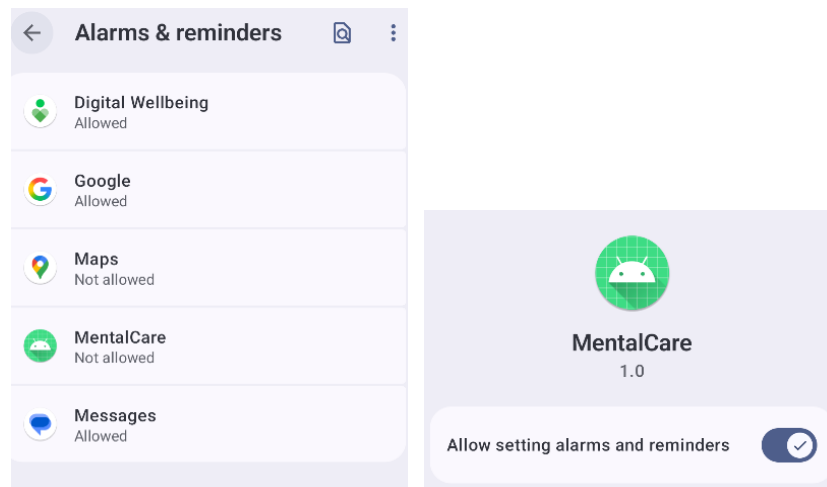 Alarms & reminders
Digital Wellbeing
Allowed
Google
Allowed
Maps
Not allowed
MentalCare
Not allowed
Messages
Allowed
MentalCare
1.0
Allow setting alarms and reminders